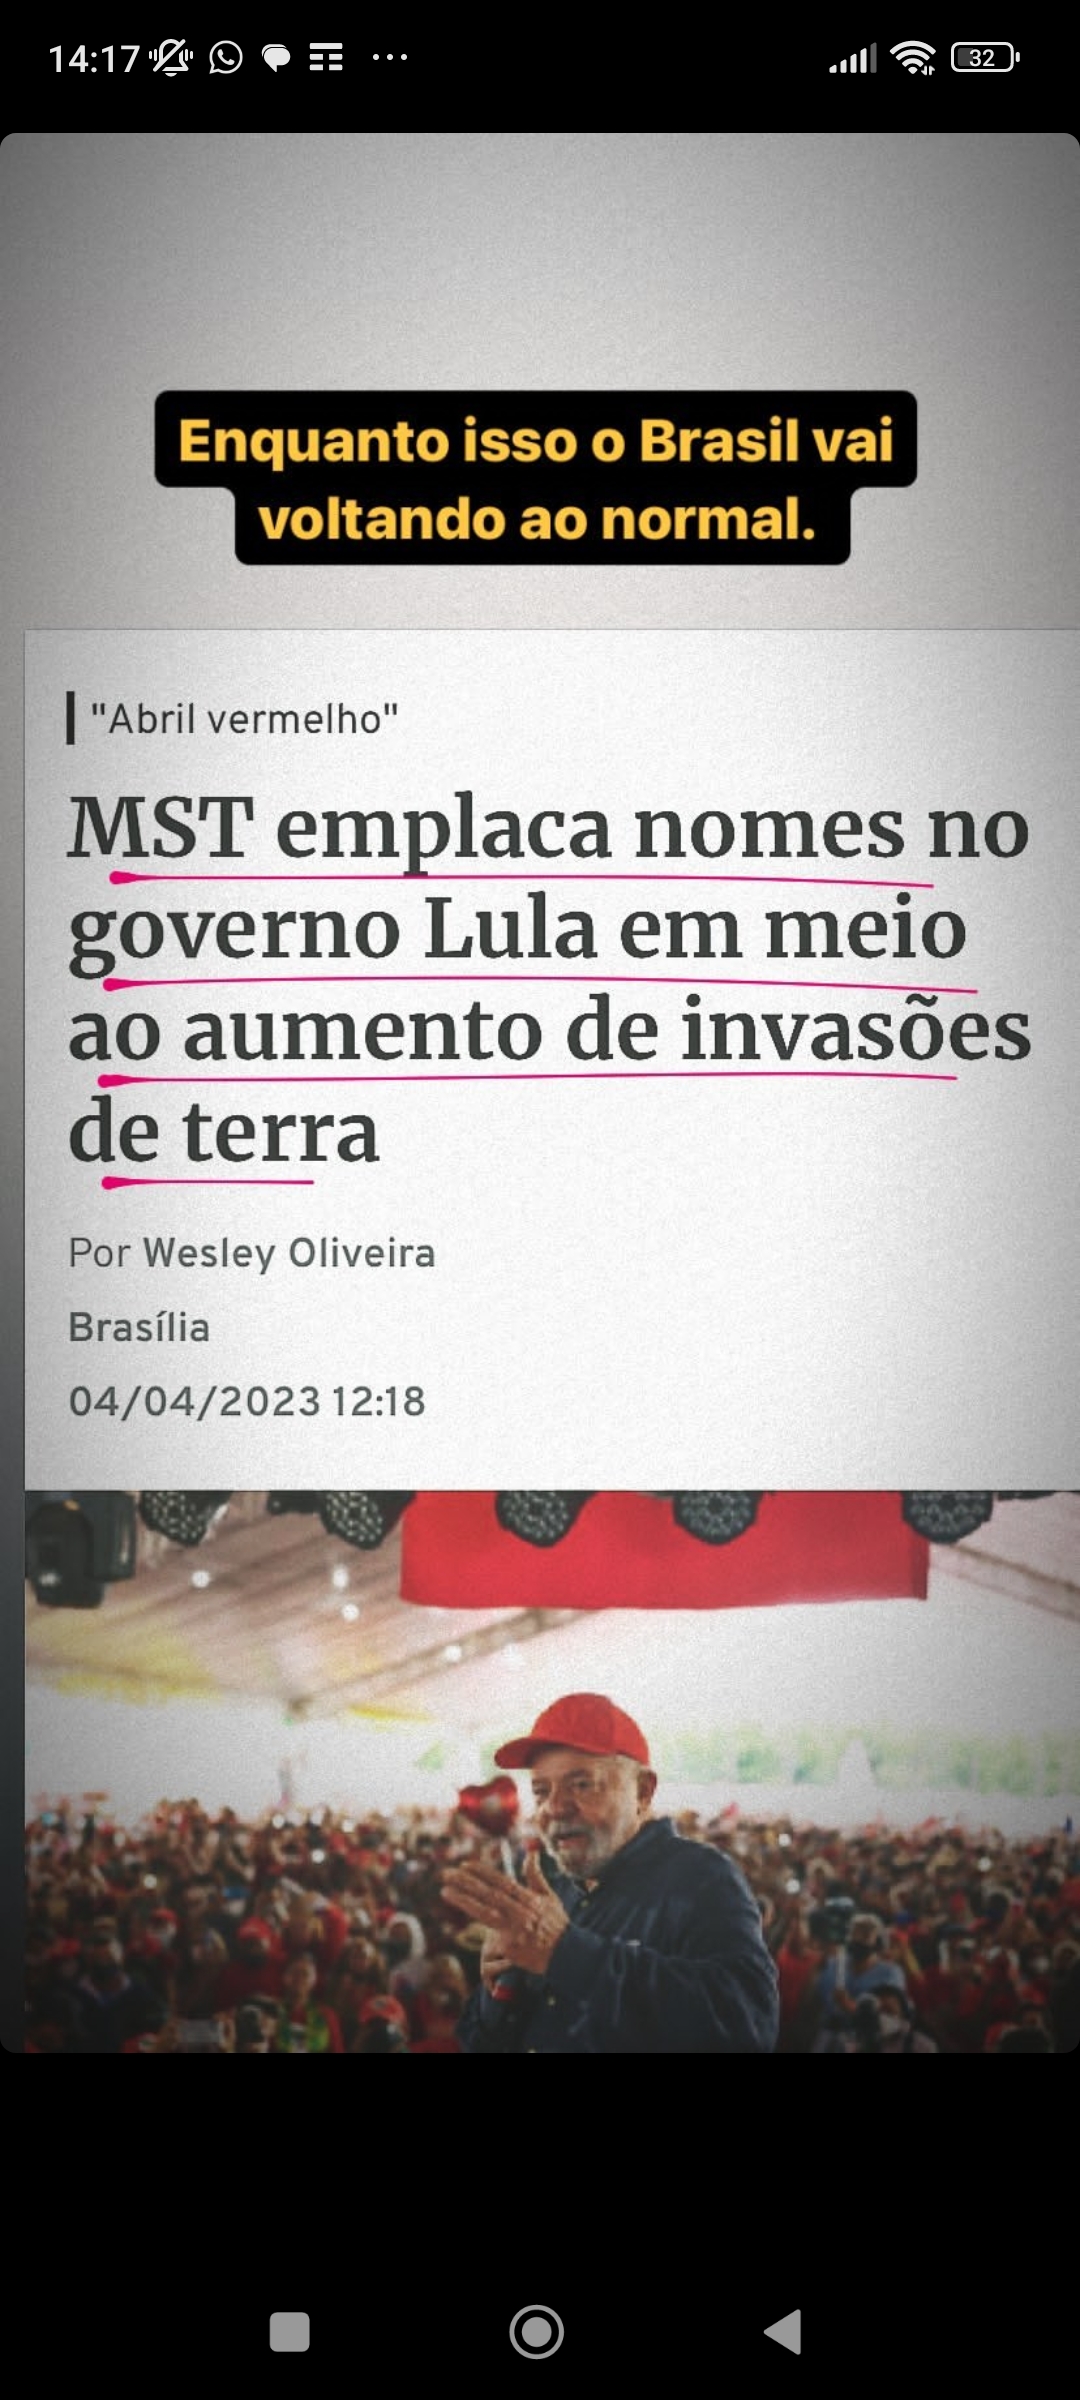 14:17
32
Enquanto isso o Brasil vai
voltando ao normal.
"Abril vermelho"
MST emplaca nomes no
governo Lula em meio
ao aumento de invasões
de terra
Por Wesley Oliveira
Brasília
04/04/2023 12:18